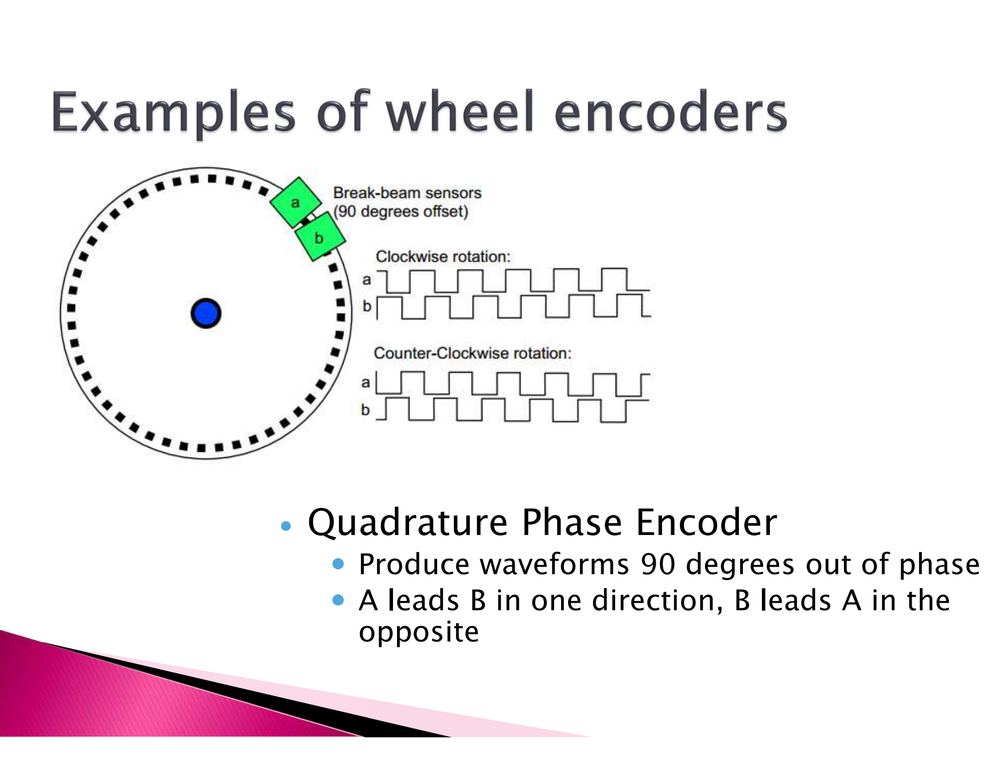 Examples of wheel encoders
a
b
Break-beam sensors
(90 degrees offset)
Clockwise rotation:
a
b
Counter-Clockwise rotation:
a
b
• Quadrature Phase Encoder
• Produce waveforms 90 degrees out of phase
• A leads B in one direction, B leads A in the
opposite